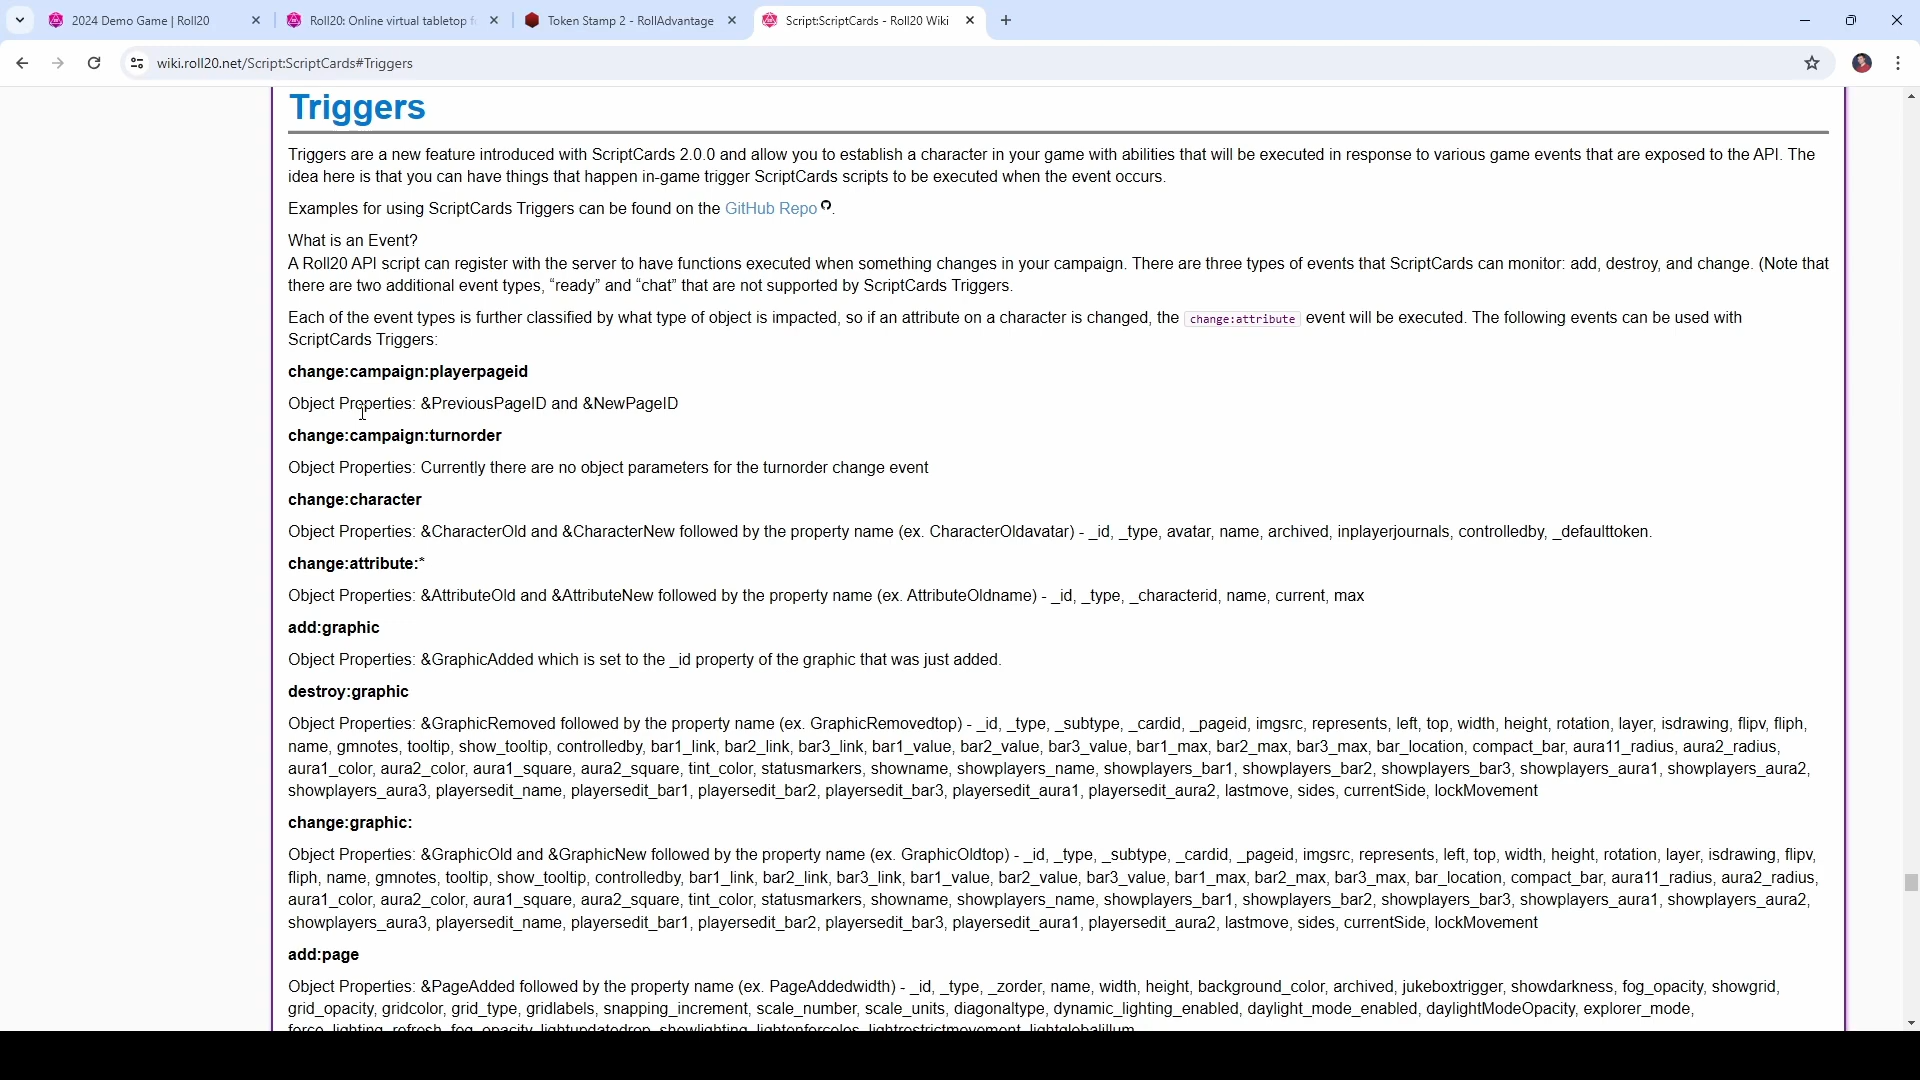 2024 Demo Game | Roll20
Roll20: Online virtual tabletop f
Token Stamp 2 - RollAdvantage
Script:ScriptCards - Roll20 Wiki
wiki.roll20.net/Script:ScriptCards#Triggers
Triggers
Triggers are a new feature introduced with ScriptCards 2.0.0 and allow you to establish a character in your game with abilities that will be executed in response to various game events that are exposed to the API. The
idea here is that you can have things that happen in-game trigger ScriptCards scripts to be executed when the event occurs.
Examples for using ScriptCards Triggers can be found on the GitHub Repo.
What is an Event?
A Roll20 API script can register with the server to have functions executed when something changes in your campaign. There are three types of events that ScriptCards can monitor: add, destroy, and change. (Note that
there are two additional event types, “ready” and “chat” that are not supported by ScriptCards Triggers.
Each of the event types is further classified by what type of object is impacted, so if an attribute on a character is changed, the change:attribute event will be executed. The following events can be used with
ScriptCards Triggers:
change:campaign:playerpageid
Object Properties: &PreviousPageID and &NewPageID
change:campaign:turnorder
Object Properties: Currently there are no object parameters for the turnorder change event
change:character
Object Properties: &CharacterOld and &CharacterNew followed by the property name (ex. CharacterOldavatar) - _id, _type, avatar, name, archived, inplayerjournals, controlledby, _defaulttoken.
change:attribute:*
Object Properties: &AttributeOld and &AttributeNew followed by the property name (ex. AttributeOldname) - _id, _type, _characterid, name, current, max
add:graphic
Object Properties: &GraphicAdded which is set to the _id property of the graphic that was just added.
destroy:graphic
Object Properties: &GraphicRemoved followed by the property name (ex. GraphicRemovedtop) - _id, _type, _subtype, _cardid, _pageid, imgsrc, represents, left, top, width, height, rotation, layer, isdrawing, flipv, fliph,
name, gmnotes, tooltip, show_tooltip, controlledby, bar1_link, bar2_link, bar3_link, bar1_value, bar2_value, bar3_value, bar1_max, bar2_max, bar3_max, bar_location, compact_bar, aura11_radius, aura2_radius,
aura1_color, aura2_color, aura1_square, aura2_square, tint_color, statusmarkers, showname, showplayers_name, showplayers_bar1, showplayers_bar2, showplayers_bar3, showplayers_aura1, showplayers_aura2,
showplayers_aura3, playersedit_name, playersedit_bar1, playersedit_bar2, playersedit_bar3, playersedit_aura1, playersedit_aura2, lastmove, sides, currentSide, lockMovement
change:graphic:
Object Properties: &GraphicOld and &GraphicNew followed by the property name (ex. GraphicOldtop) - _id, _type, _subtype, _cardid, _pageid, imgsrc, represents, left, top, width, height, rotation, layer, isdrawing, flipv,
fliph, name, gmnotes, tooltip, show_tooltip, controlledby, bar1_link, bar2_link, bar3_link, bar1_value, bar2_value, bar3_value, bar1_max, bar2_max, bar3_max, bar_location, compact_bar, aura11_radius, aura2_radius,
aura1_color, aura2_color, aura1_square, aura2_square, tint_color, statusmarkers, showname, showplayers_name, showplayers_bar1, showplayers_bar2, showplayers_bar3, showplayers_aura1, showplayers_aura2,
showplayers_aura3, playersedit_name, playersedit_bar1, playersedit_bar2, playersedit_bar3, playersedit_aura1, playersedit_aura2, lastmove, sides, currentSide, lockMovement
add:page
Object Properties: &PageAdded followed by the property name (ex. PageAddedwidth) - _id, _type, _zorder, name, width, height, background_color, archived, jukeboxtrigger, showdarkness, fog_opacity, showgrid,
grid_opacity, gridcolor, grid_type, gridlabels, snapping_increment, scale_number, scale_units, diagonaltype, dynamic_lighting_enabled, daylight_mode_enabled, daylightModeOpacity, explorer_mode,
force_lighting_refresh, fog_opacity, lightupdatedrop, showlighting, lightenforcelos, lightrestrictmovement, lightglobalillum